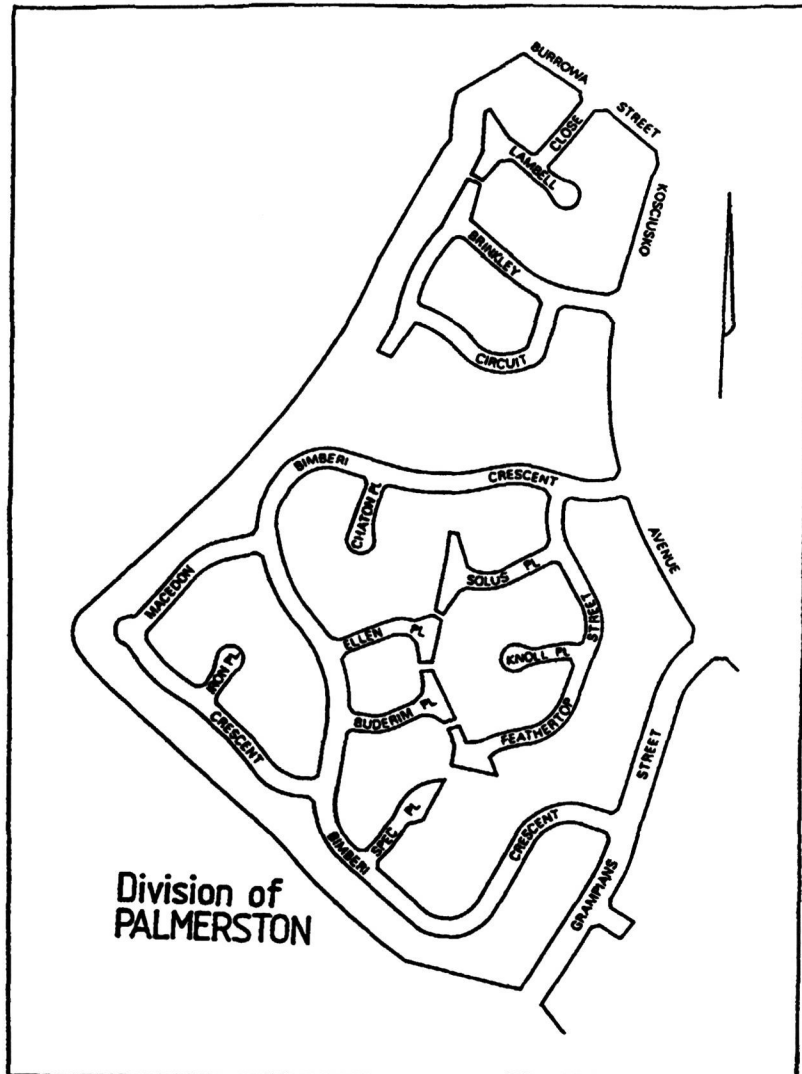 BURROWA
STREET
CLOSE
LAMBELL
KOSCIUSKO
BRINKLEY
CIRCUIT
BIMBERI
CRESCENT
CHATON PL
AVENUE
SOLUS PL
MACEDON
STREET
ELLEN PL
KNOLL PL
IRON PL
BUDERIM PL
CRESCENT
FEATHERTOP
STREET
SPEC PL
CRESCENT
BIMBERI
GRAMPIANS
Division of
PALMERSTON